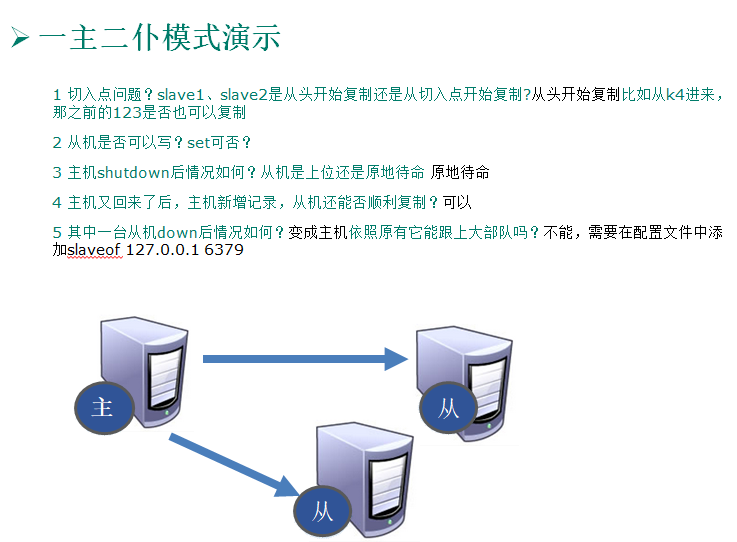 一主二仆模式演示
1 切入点问题？slave1、slave2是从头开始复制还是从切入点开始复制?从头开始复制比如从k4进来，
那之前的123是否也可以复制
2 从机是否可以写？set可否？
3 主机shutdown后情况如何？从机是上位还是原地待命 原地待命
4 主机又回来了后，主机新增记录，从机还能否顺利复制？可以
5 其中一台从机down后情况如何？变成主机依照原有它能跟上大部队吗？不能，需要在配置文件中添
加slaveof 127.0.0.1 6379
主
从
从